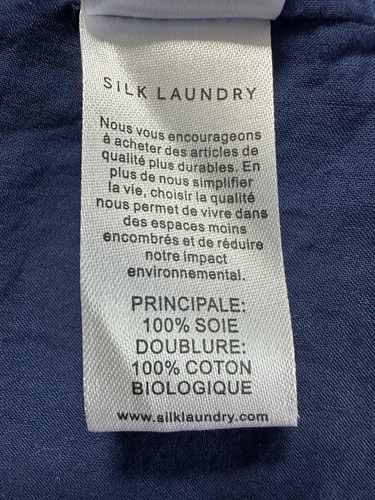 SILK LAUNDRY
Nous vous encourageons
à acheter des articles de
qualité plus durables. En
plus de nous simplifier
la vie, choisir la qualité
nous permet de vivre dans
des espaces moins
encombrés et de réduire
notre impact
environnemental.
PRINCIPALE:
100% SOIE
DOUBLURE:
100% COTON
BIOLOGIQUE
www.silklaundry.com